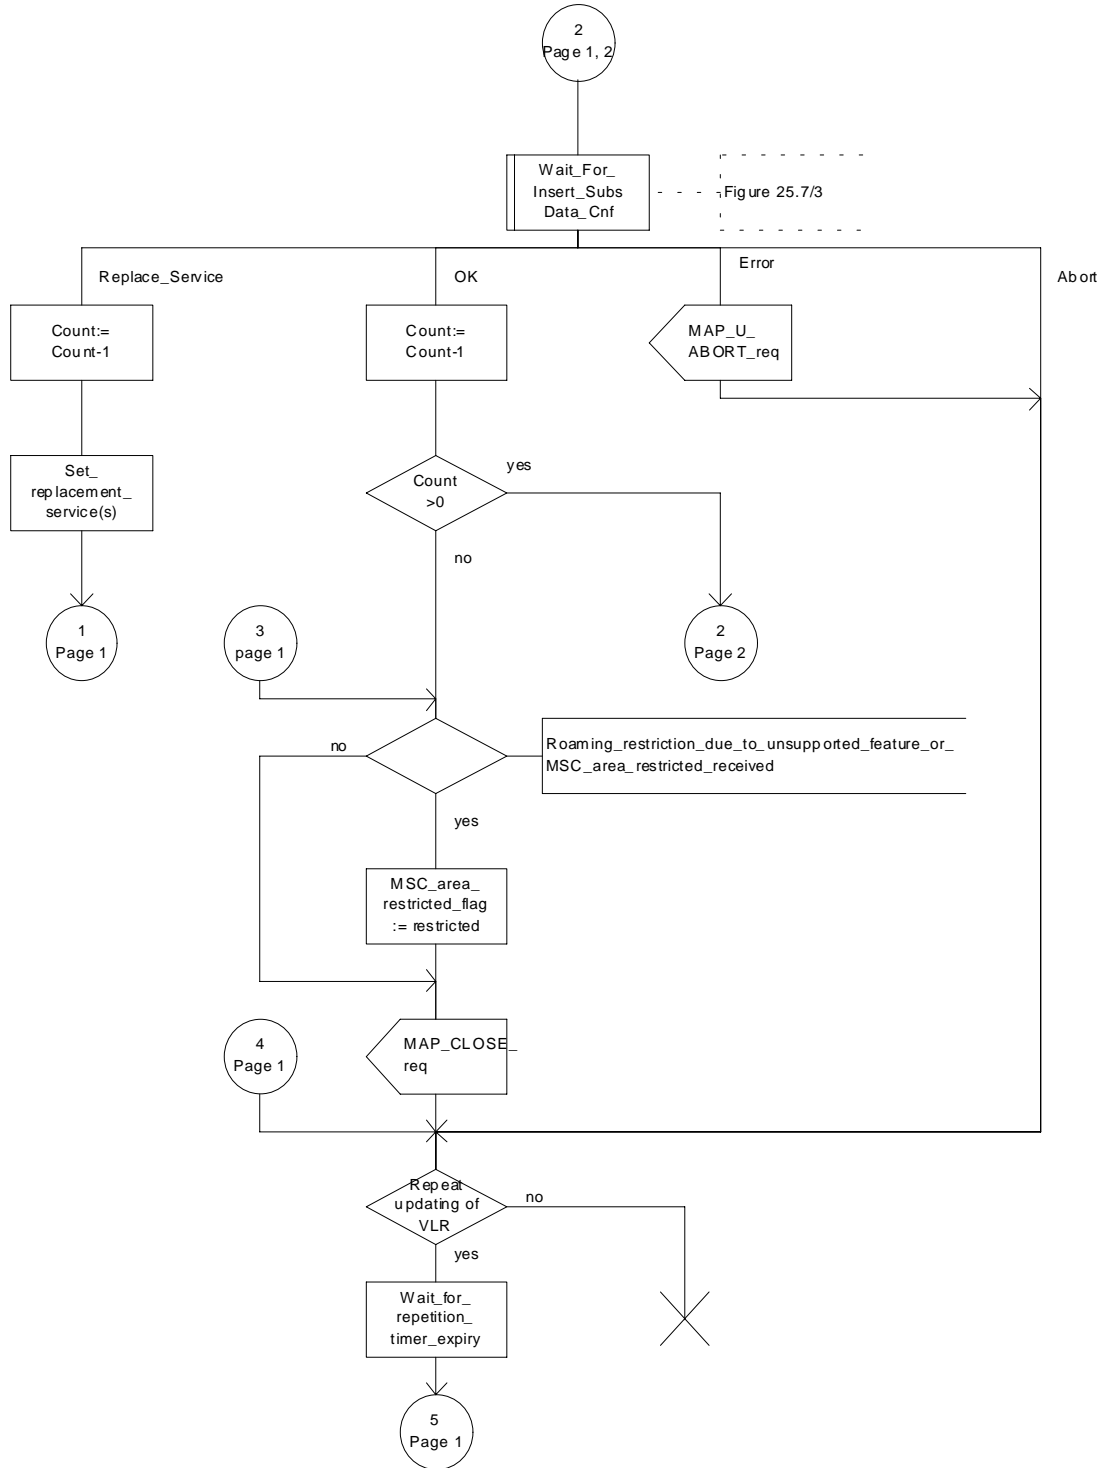 2
Page 1, 2
Wait_For_
Insert_Subs
Data_Cnf
Figure 25.7/3
Replace_Service
OK
Error
Abort
Count:=
Count-1
Count:=
Count-1
MAP_U_
ABORT_req
Set_
replacement_
service(s)
Count
>0
yes
no
1
Page 1
3
page 1
2
Page 2
no
Roaming_restriction_due_to_unsupported_feature_or_
MSC_area_restricted_received
yes
MSC_area_
restricted_flag
:= restricted
4
Page 1
MAP_CLOSE_
req
Repeat
updating of
VLR
no
yes
Wait_for_
repetition_
timer_expiry
5
Page 1